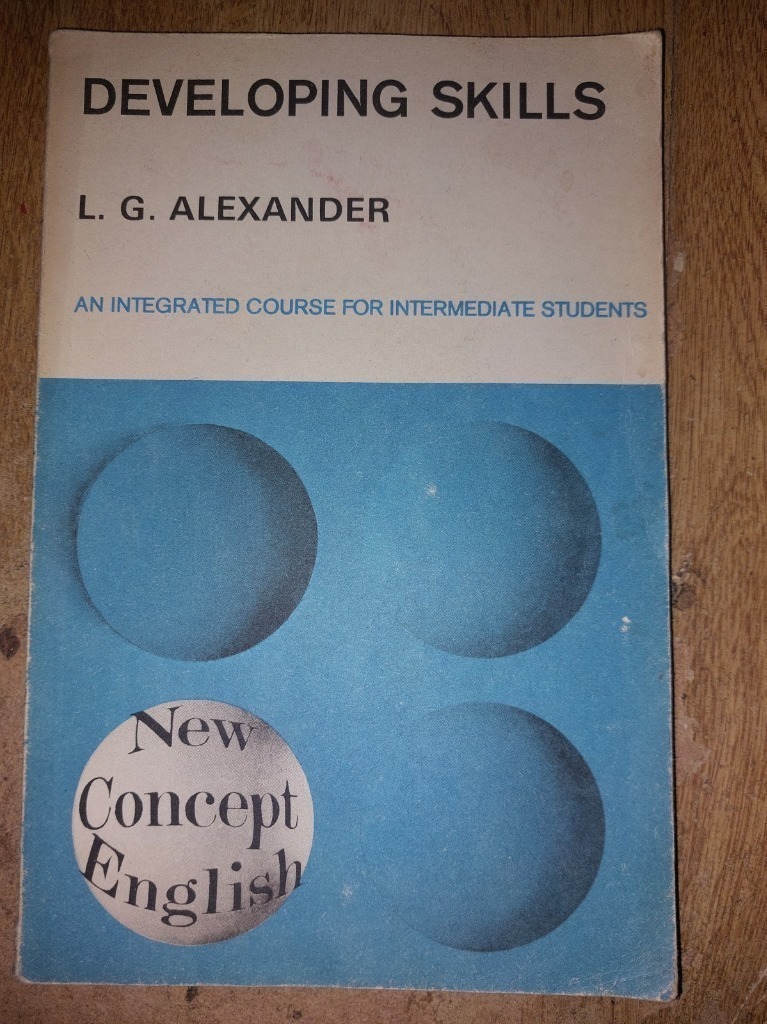 DEVELOPING SKILLS
L. G. ALEXANDER
AN INTEGRATED COURSE FOR INTERMEDIATE STUDENTS
New
Concept
English